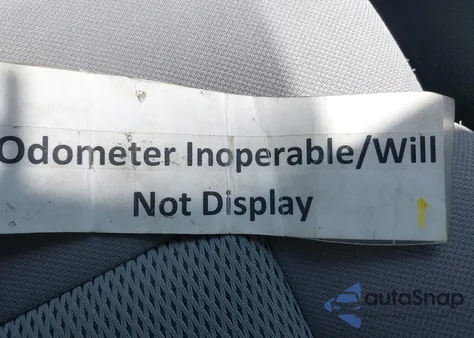 Odometer Inoperable/Will
Not Display
autoSnap